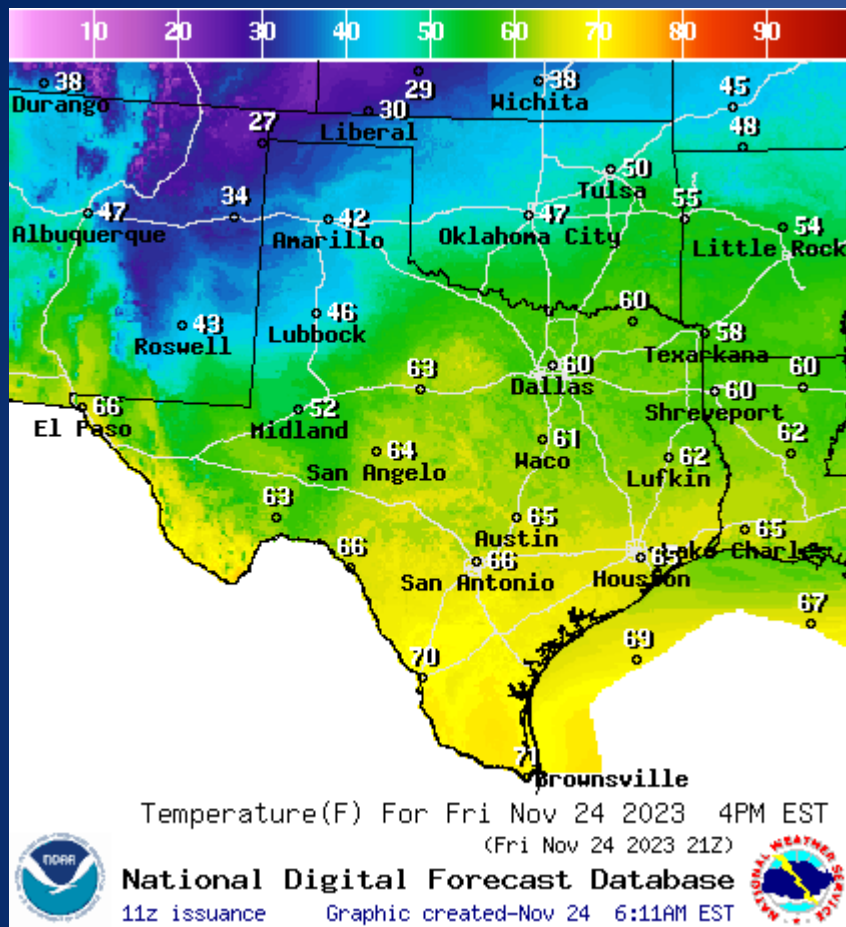 10 20 30 40 50 60 70 80 90
38
Durango
29
30
Liberal
38
Wichita
45
27
48
50
Tulsa
34
47
Albuquerque
42
Amarillo
47
Oklahoma City
55
54
Little Rock
43
Roswell
46
Lubbock
60
58
Texarkana
63
60
Dallas
60
60
Shreveport
66
El Paso
52
Midland
64
San Angelo
61
Waco
62
Lufkin
62
63
65
Austin
65
Lake Charles
66
66
San Antonio
65
Houston
67
69
70
71
Brownsville
Temperature(F) For Fri Nov 24 2023 4PM EST
(Fri Nov 24 2023 21Z)
National Digital Forecast Database
11z issuance Graphic created-Nov 24 6:11AM EST
NOAA
NATIONAL WEATHER SERVICE